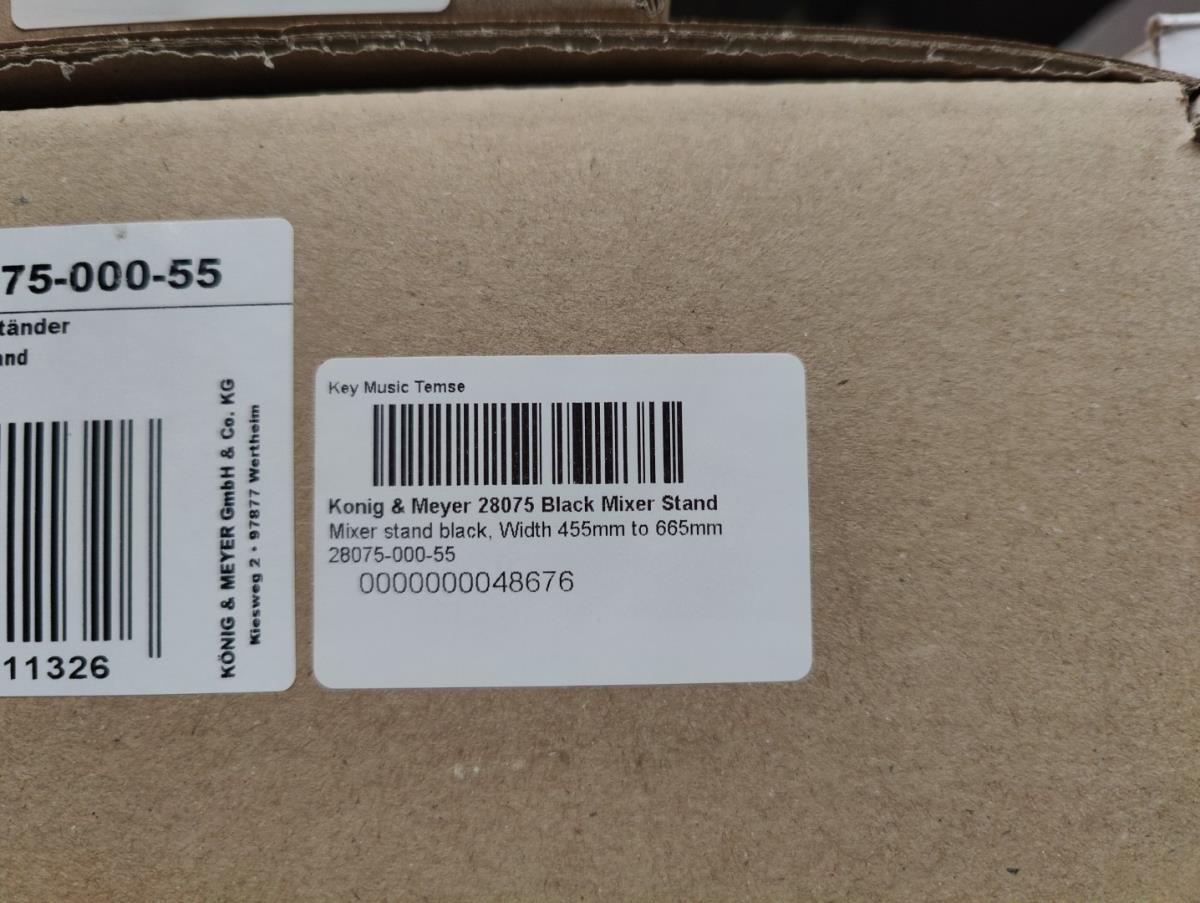 75-000-55
tänder
and
11326
KÖNIG & MEYER GmbH & Co. KG
Kiesweg 2 • 97877 Wertheim
Key Music Temse
Konig & Meyer 28075 Black Mixer Stand
Mixer stand black, Width 455mm to 665mm
28075-000-55
0000000048676